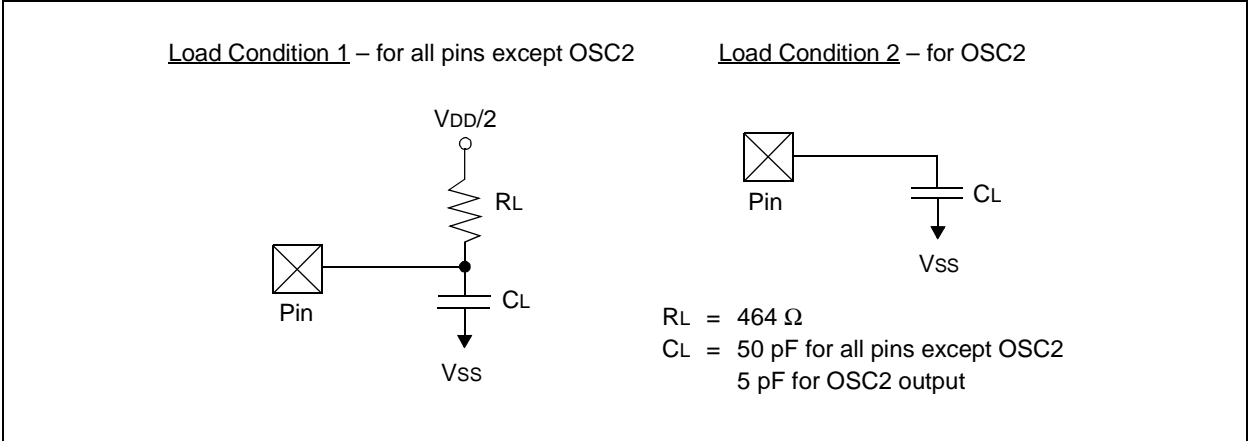 Load Condition 1 – for all pins except OSC2
VDD/2
RL
Pin
CL
VSS
Load Condition 2 – for OSC2
Pin
CL
VSS
RL = 464 Ω
CL = 50 pF for all pins except OSC2
5 pF for OSC2 output